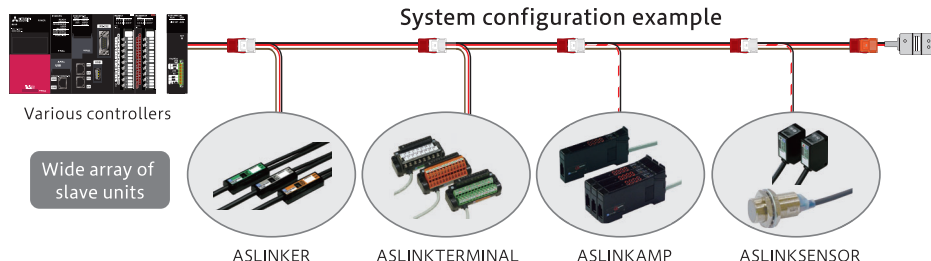 System configuration example
Various controllers
Wide array of
slave units
ASLINKER
ASLINKTERMINAL
ASLINKAMP
ASLINKSENSOR